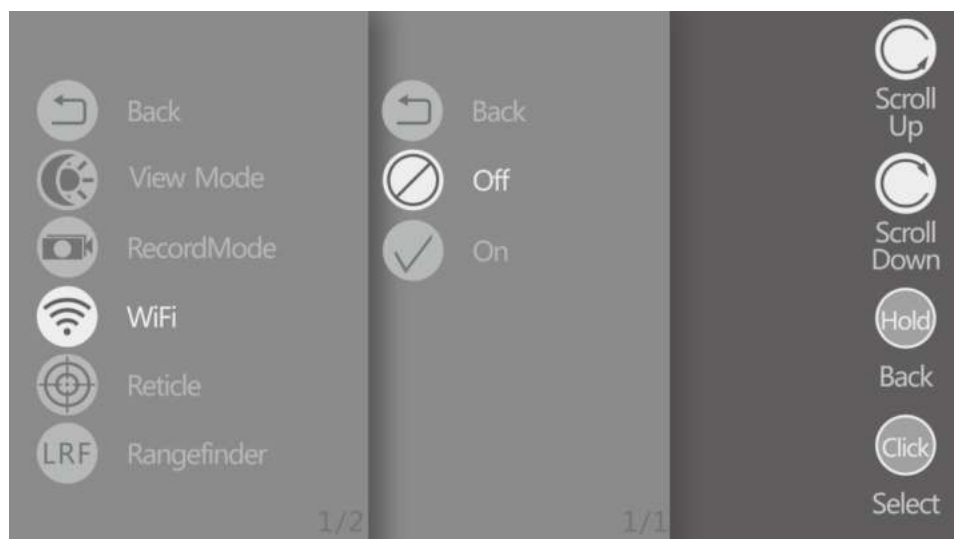 Back
View Mode
RecordMode
WiFi
Reticle
LRF Rangefinder
1/2
Back
Off
On
1/1
Scroll
Up
Scroll
Down
Hold
Back
Click
Select